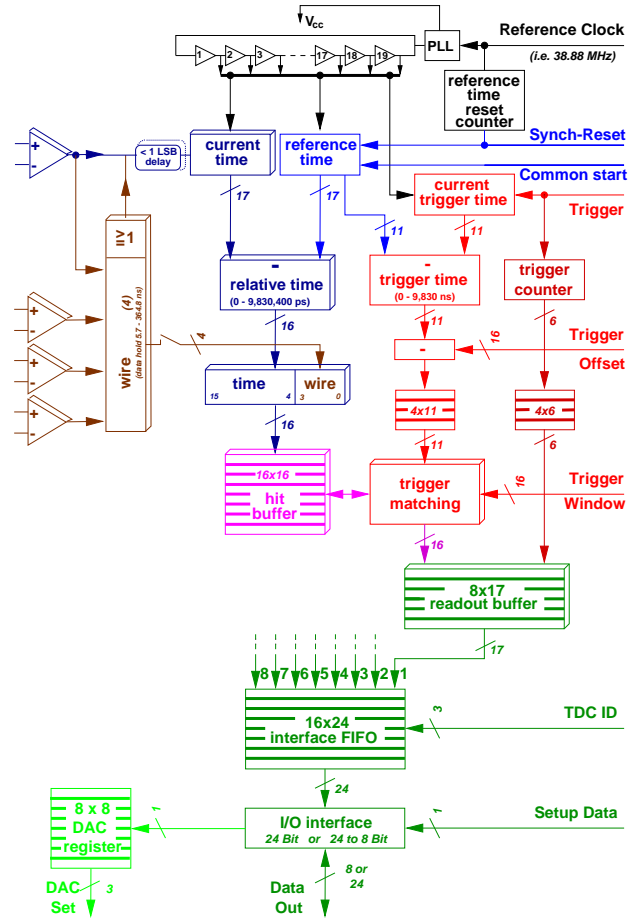 Vcc
PLL
Reference Clock
(i.e. 38.88 MHz)
1
2
3
17
18
19
reference
time
reset
counter
Synch-Reset
Common start
+
-
< 1 LSB
delay
current
time
reference
time
current
trigger time
Trigger
17
17
11
11
≥1
-
relative time
(0 - 9,830,400 ps)
-
trigger time
(0 - 9,830 ns)
trigger
counter
wire (4)
(data hold 5.7 - 364.8 ns)
+
-
+
-
+
-
4
16
11
6
-
16
Trigger
Offset
time
wire
15
4
3
0
4x11
4x6
16
11
6
16x16
hit
buffer
trigger
matching
16
Trigger
Window
16
8x17
readout buffer
17
8
7
6
5
4
3
2
1
16x24
interface FIFO
3
TDC ID
24
8 x 8
DAC
register
1
I/O interface
24 Bit or 24 to 8 Bit
1
Setup Data
DAC
Set
3
Data
Out
8 or
24